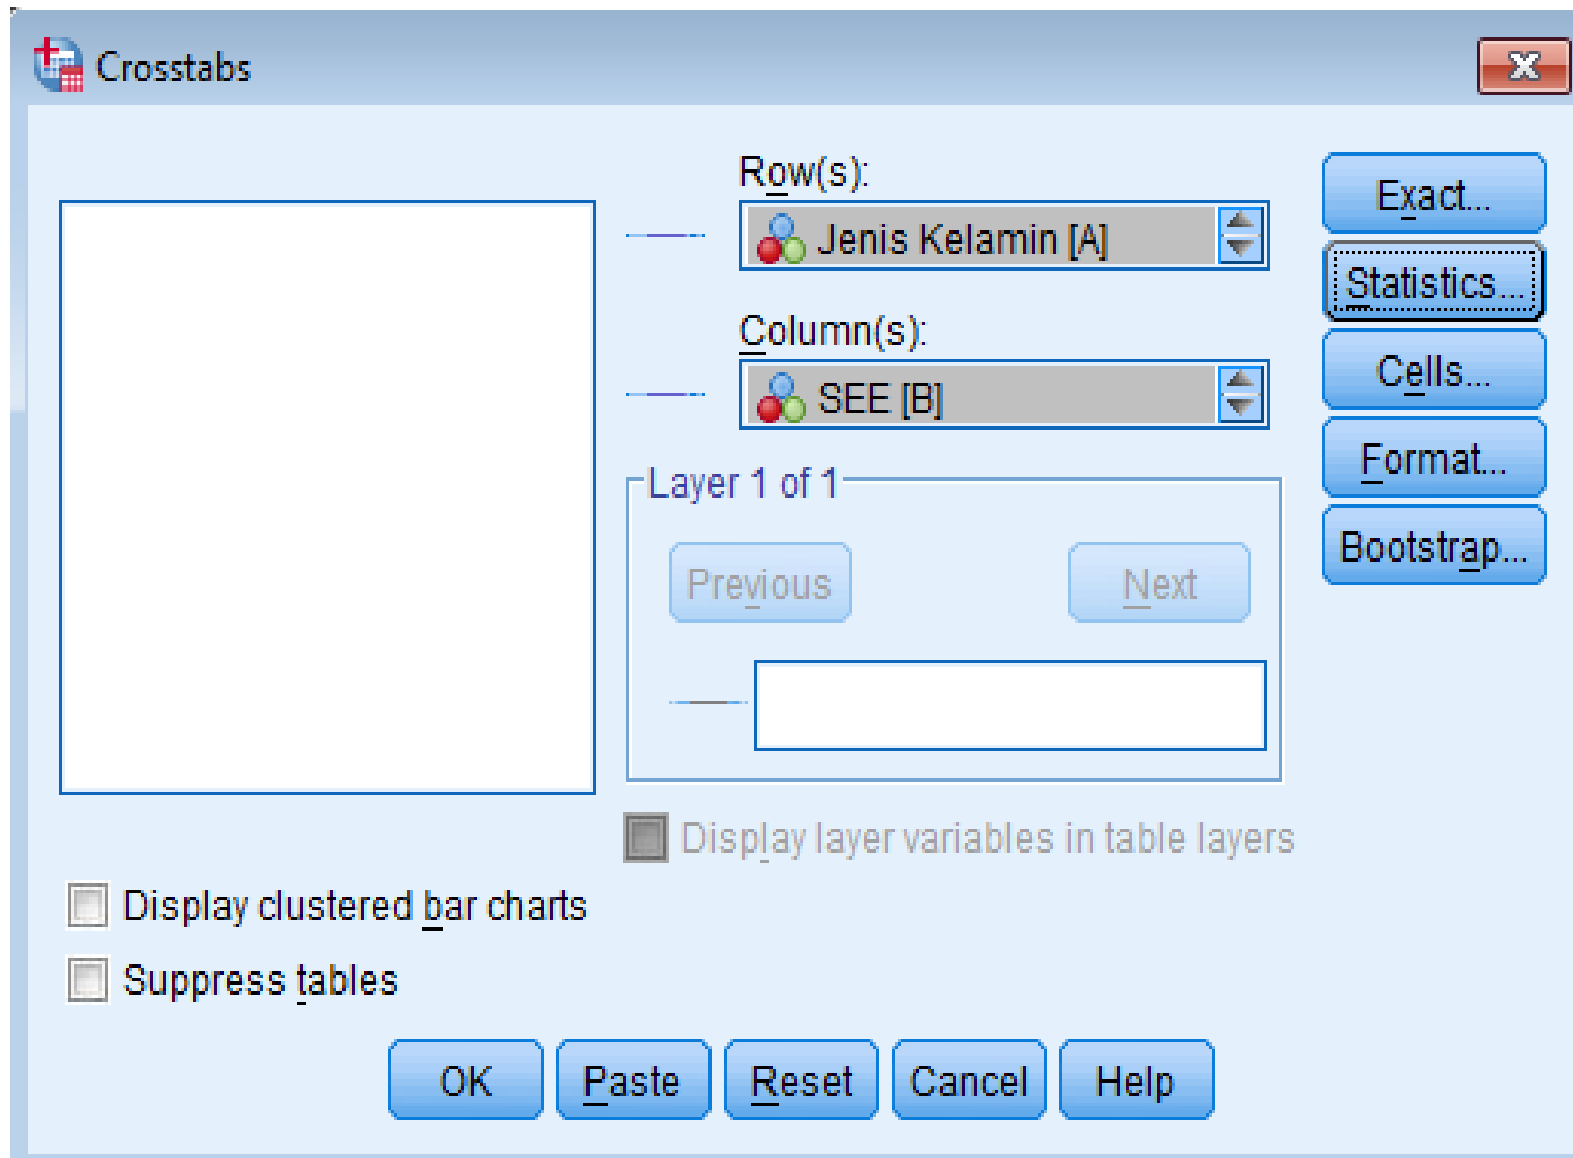 Crosstabs
Row(s):
Jenis Kelamin [A]
Column(s):
SEE [B]
Layer 1 of 1
Previous
Next
Display layer variables in table layers
Display clustered bar charts
Suppress tables
Exact...
Statistics...
Cells...
Format...
Bootstrap...
OK
Paste
Reset
Cancel
Help